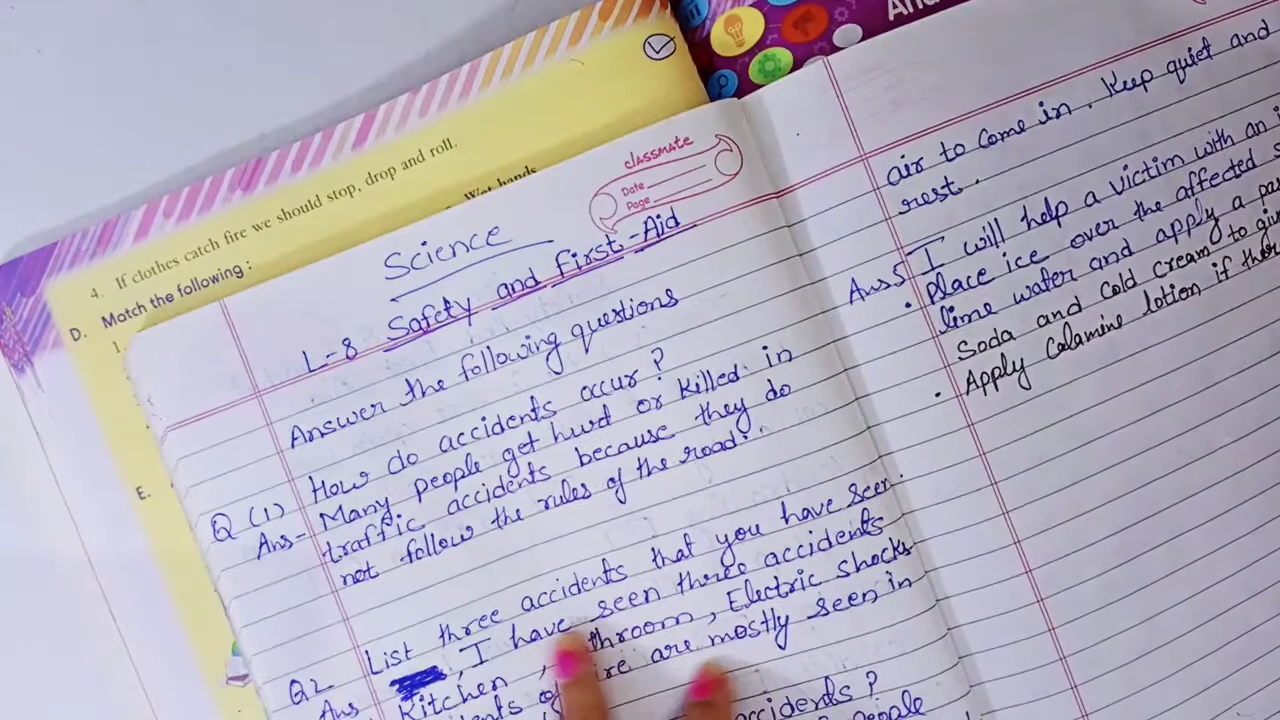 And
4. If clothes catch fire we should stop, drop and roll.
Wet hands
D. Match the following :
1.
E.
classmate
Date
Page
Science
L-8 Safety and First-Aid
Answer the following questions
Q (1) How do accidents occur?
Ans- Many people get hurd or killed in
traffic accidents because they do
not follow the rules of the road.
Q2 List three accidents that you have seen.
Ans I have seen three accidents
Kitchen, throom, Electric shocks
of ire are mostly seen in
accidents?
people
air to come in. Keep quiet and
rest.
Ans5 I will help a victim with an
• place ice over the affected
lime water and apply a
Soda and cold cream to
• Apply Calamine lotion if